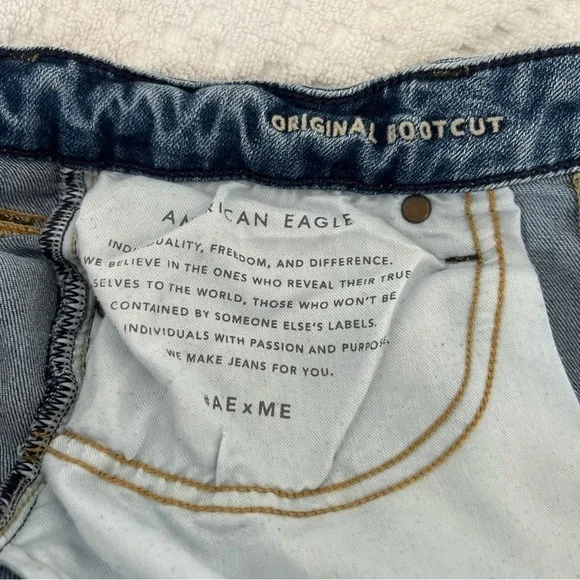 ORIGINAL BOOTCUT
AMERICAN EAGLE
INDIVIDUALITY, FREEDOM, AND DIFFERENCE.
WE BELIEVE IN THE ONES WHO REVEAL THEIR TRUE
SELVES TO THE WORLD, THOSE WHO WON'T BE
CONTAINED BY SOMEONE ELSE'S LABELS.
INDIVIDUALS WITH PASSION AND PURPOSE,
WE MAKE JEANS FOR YOU.
#AE x ME